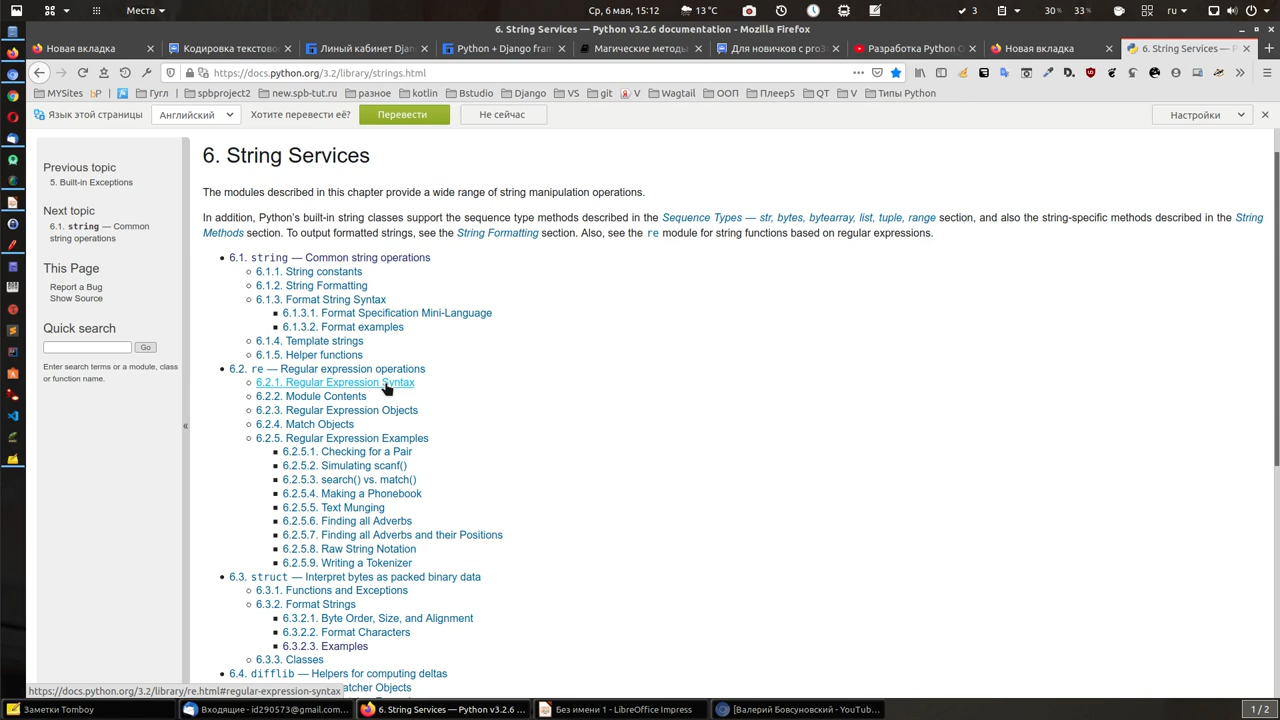 Места
Ср, 6 мая, 15:12
13°C
3
30%
33%
ru
6. String Services — Python v3.2.6 documentation - Mozilla Firefox
Новая вкладка
Кодировка текстово
Линый кабинет Djan
Python + Django fram
Магические методы
Для новичков с pro
Разработка Python O
Новая вкладка
6. String Services — P
https://docs.python.org/3.2/library/strings.html
MYSites
bP
Гугл
spbproject2
new.spb-tut.ru
разное
kotlin
Bstudio
Django
VS
git
V
Wagtail
ООП
Плеер5
QT
V
Типы Python
Язык этой страницы
Английский
Хотите перевести её?
Перевести
Не сейчас
Настройки
Previous topic
5. Built-in Exceptions
Next topic
6.1. string — Common
string operations
This Page
Report a Bug
Show Source
Quick search
Go
Enter search terms or a module, class
or function name.
«
6. String Services
The modules described in this chapter provide a wide range of string manipulation operations.
In addition, Python's built-in string classes support the sequence type methods described in the Sequence Types — str, bytes, bytearray, list, tuple, range section, and also the string-specific methods described in the String
Methods section. To output formatted strings, see the String Formatting section. Also, see the re module for string functions based on regular expressions.
6.1. string — Common string operations
6.1.1. String constants
6.1.2. String Formatting
6.1.3. Format String Syntax
6.1.3.1. Format Specification Mini-Language
6.1.3.2. Format examples
6.1.4. Template strings
6.1.5. Helper functions
6.2. re — Regular expression operations
6.2.1. Regular Expression Syntax
6.2.2. Module Contents
6.2.3. Regular Expression Objects
6.2.4. Match Objects
6.2.5. Regular Expression Examples
6.2.5.1. Checking for a Pair
6.2.5.2. Simulating scanf()
6.2.5.3. search() vs. match()
6.2.5.4. Making a Phonebook
6.2.5.5. Text Munging
6.2.5.6. Finding all Adverbs
6.2.5.7. Finding all Adverbs and their Positions
6.2.5.8. Raw String Notation
6.2.5.9. Writing a Tokenizer
6.3. struct — Interpret bytes as packed binary data
6.3.1. Functions and Exceptions
6.3.2. Format Strings
6.3.2.1. Byte Order, Size, and Alignment
6.3.2.2. Format Characters
6.3.2.3. Examples
6.3.3. Classes
6.4. difflib — Helpers for computing deltas
atcher Objects
https://docs.python.org/3.2/library/re.html#regular-expression-syntax
Заметки Tomboy
Входящие - id290573@gmail.com...
6. String Services — Python v3.2.6 ...
Без имени 1 - LibreOffice Impress
[Валерий Бовсуновский - YouTub...
1 / 2